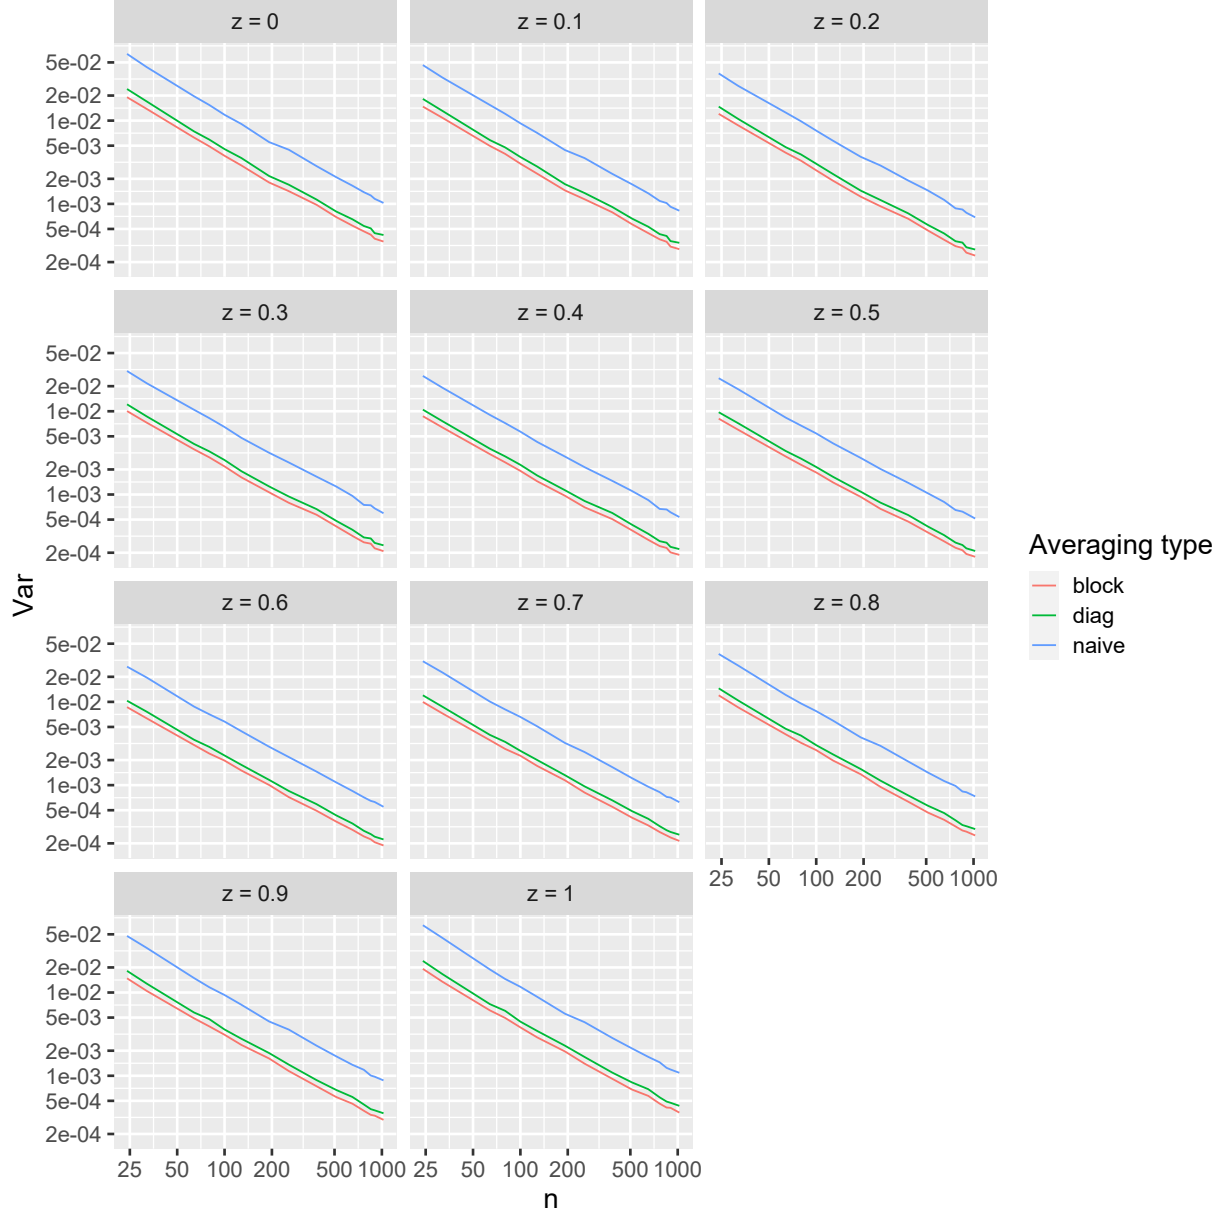 z = 0 z = 0.1 z = 0.2
5e-02
2e-02
1e-02
5e-03
2e-03
1e-03
5e-04
2e-04
z = 0.3 z = 0.4 z = 0.5
5e-02
2e-02
1e-02
5e-03
2e-03
1e-03
5e-04
2e-04
Var
z = 0.6 z = 0.7 z = 0.8
5e-02
2e-02
1e-02
5e-03
2e-03
1e-03
5e-04
2e-04
25 50 100 200 500 1000
z = 0.9 z = 1
5e-02
2e-02
1e-02
5e-03
2e-03
1e-03
5e-04
2e-04
25 50 100 200 500 1000 25 50 100 200 500 1000
n
Averaging type
block
diag
naive